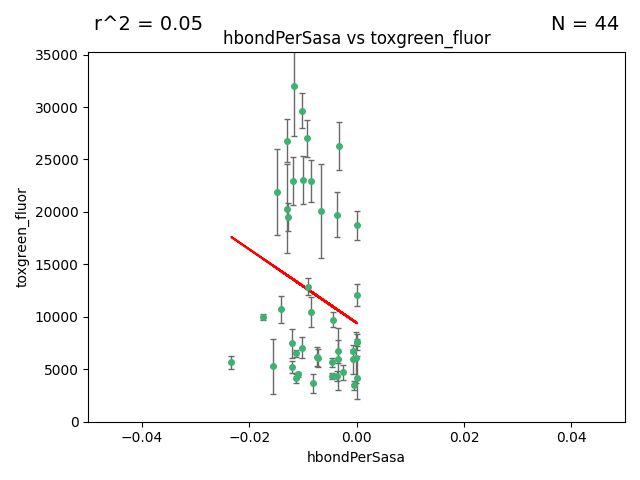 r^2 = 0.05
N = 44
hbondPerSasa vs toxgreen_fluor
35000
30000
25000
20000
15000
10000
5000
0
toxgreen_fluor
−0.04
−0.02
0.00
0.02
0.04
hbondPerSasa